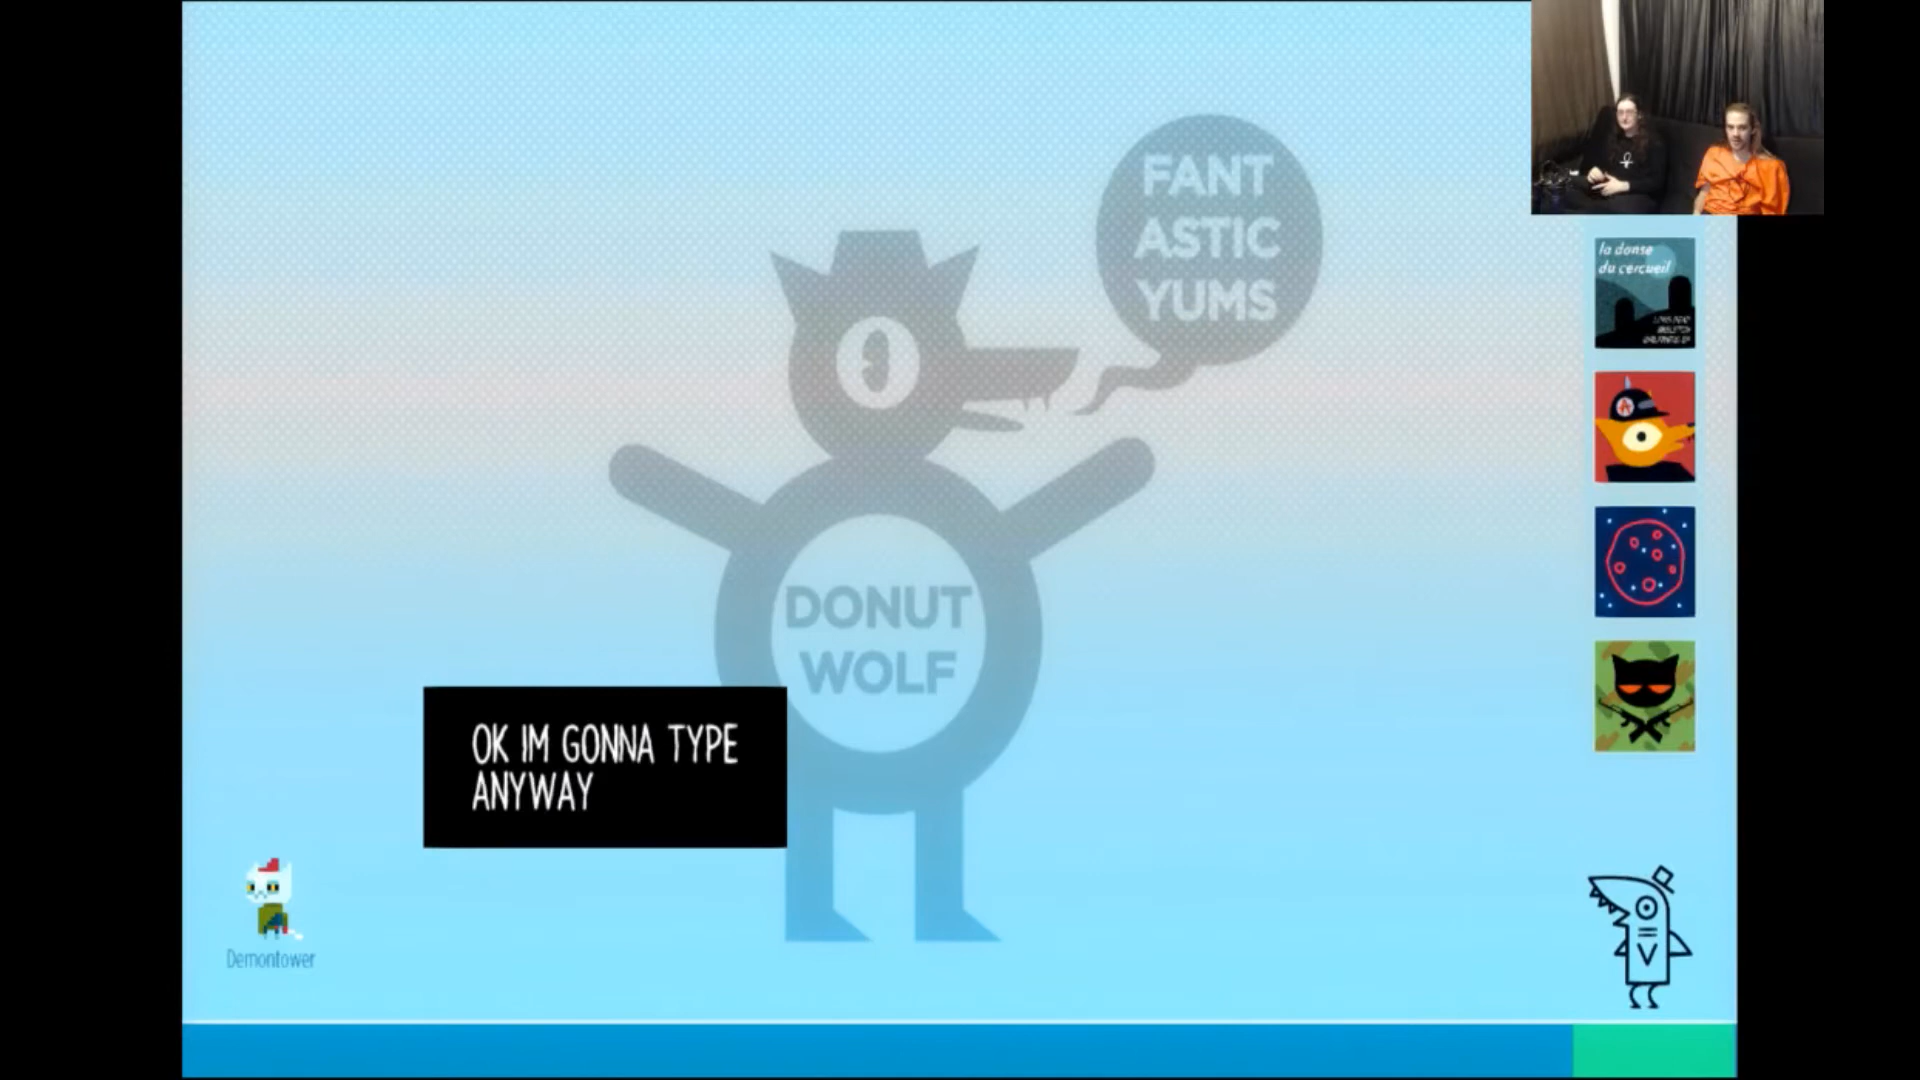 FANT
ASTIC
YUMS
la danse
du cercueil
A
DONUT
WOLF
OK IM GONNA TYPE
ANYWAY
Demontower